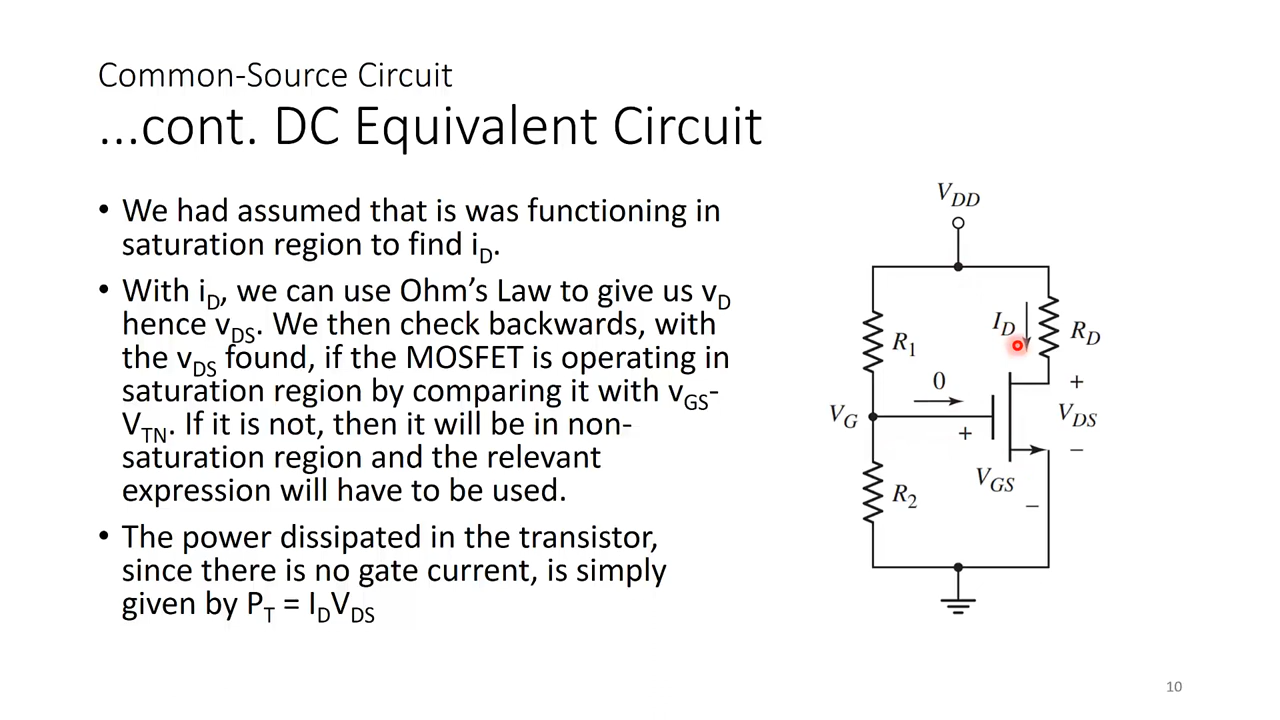 Common-Source Circuit
...cont. DC Equivalent Circuit
• We had assumed that is was functioning in
saturation region to find iD.
• With iD, we can use Ohm's Law to give us vD
hence vDS. We then check backwards, with
the vDS found, if the MOSFET is operating in
saturation region by comparing it with vGS-
VTN. If it is not, then it will be in non-
saturation region and the relevant
expression will have to be used.
• The power dissipated in the transistor,
since there is no gate current, is simply
given by PT = IDVDS
VDD
ID
RD
R1
0
+
VG
VDS
+
−
VGS
R2
−
10